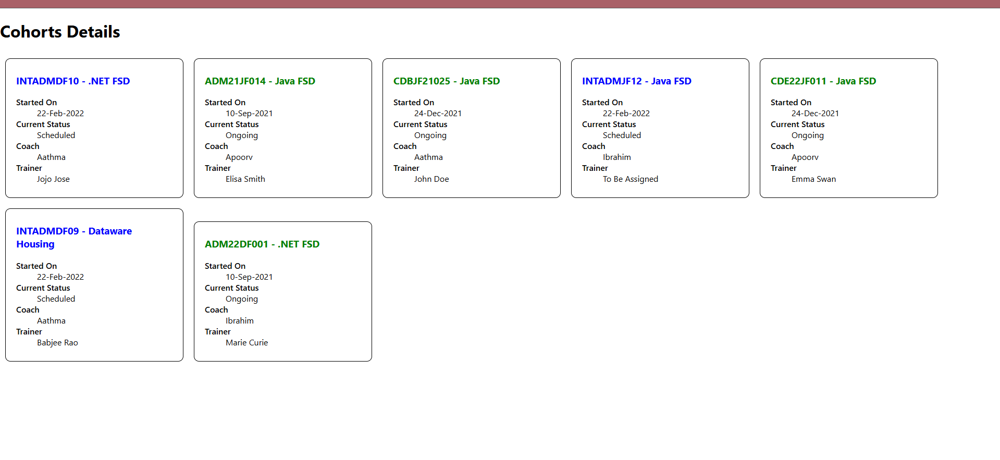 Cohorts Details
INTADMDF10 - .NET FSD
Started On
22-Feb-2022
Current Status
Scheduled
Coach
Aathma
Trainer
Jojo Jose
ADM21JF014 - Java FSD
Started On
10-Sep-2021
Current Status
Ongoing
Coach
Apoorv
Trainer
Elisa Smith
CDBJF21025 - Java FSD
Started On
24-Dec-2021
Current Status
Ongoing
Coach
Aathma
Trainer
John Doe
INTADMJF12 - Java FSD
Started On
22-Feb-2022
Current Status
Scheduled
Coach
Ibrahim
Trainer
To Be Assigned
CDE22JF011 - Java FSD
Started On
24-Dec-2021
Current Status
Ongoing
Coach
Apoorv
Trainer
Emma Swan
INTADMDF09 - Dataware
Housing
Started On
22-Feb-2022
Current Status
Scheduled
Coach
Aathma
Trainer
Babjee Rao
ADM22DF001 - .NET FSD
Started On
10-Sep-2021
Current Status
Ongoing
Coach
Ibrahim
Trainer
Marie Curie